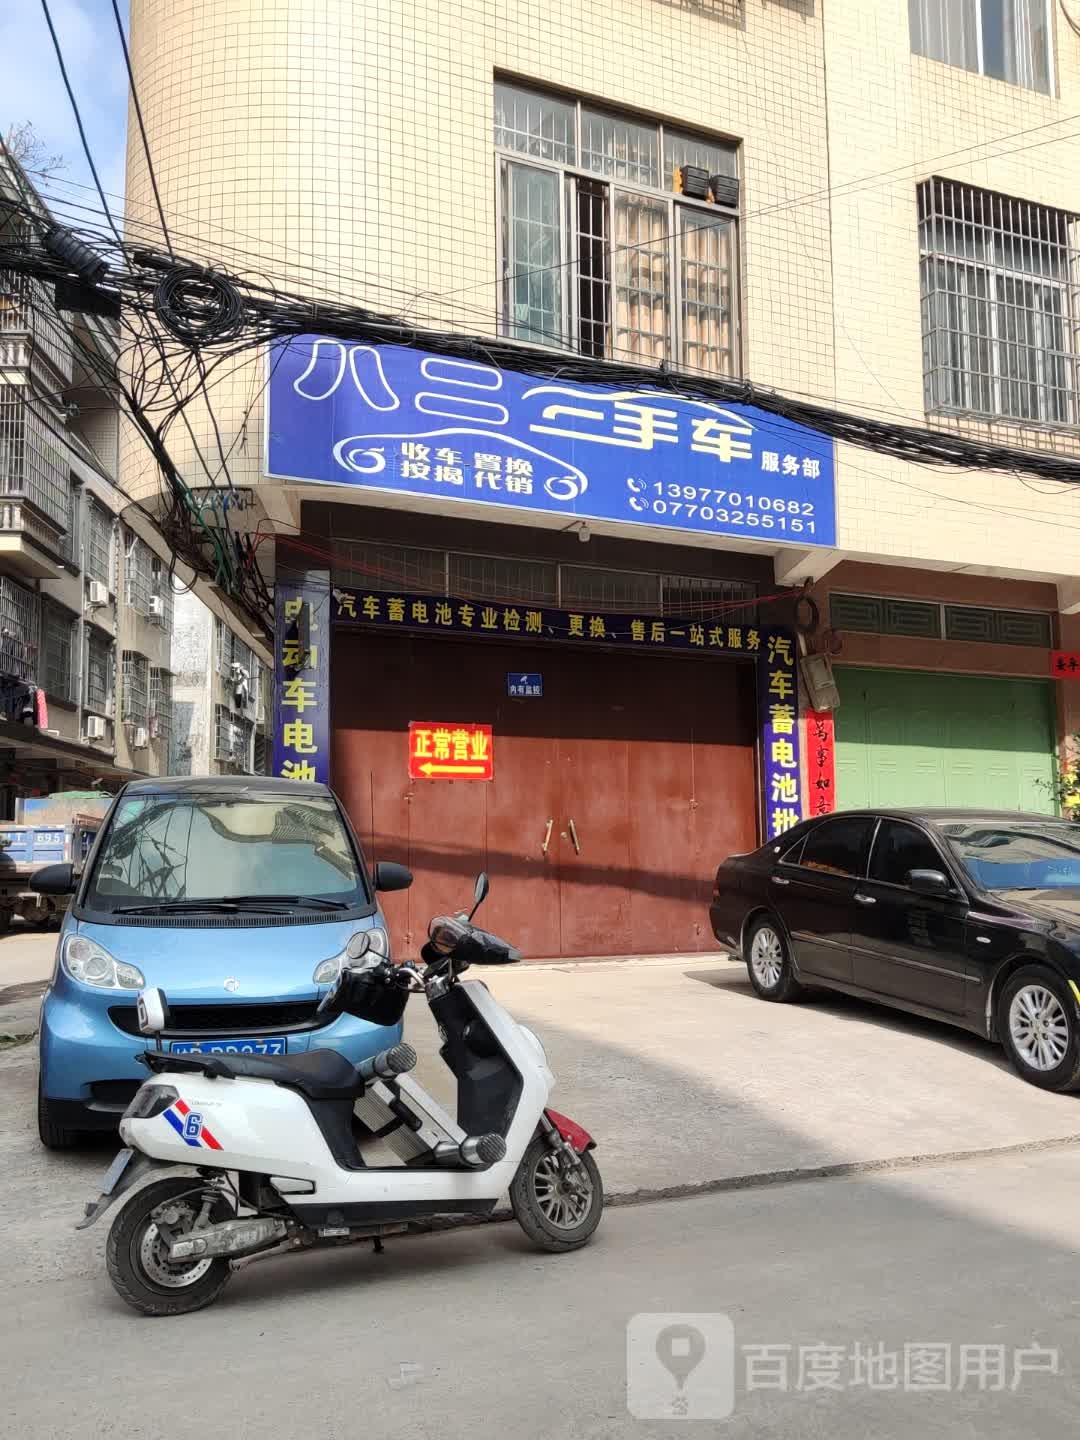 八二二手车
服务部
收车 置换
按揭 代销
13977010682
07703255151
汽车蓄电池专业检测、更换、售后一站式服务
电动车电池
汽车蓄电池批
内有监控
正常营业
万事如意
6
百度地图用户